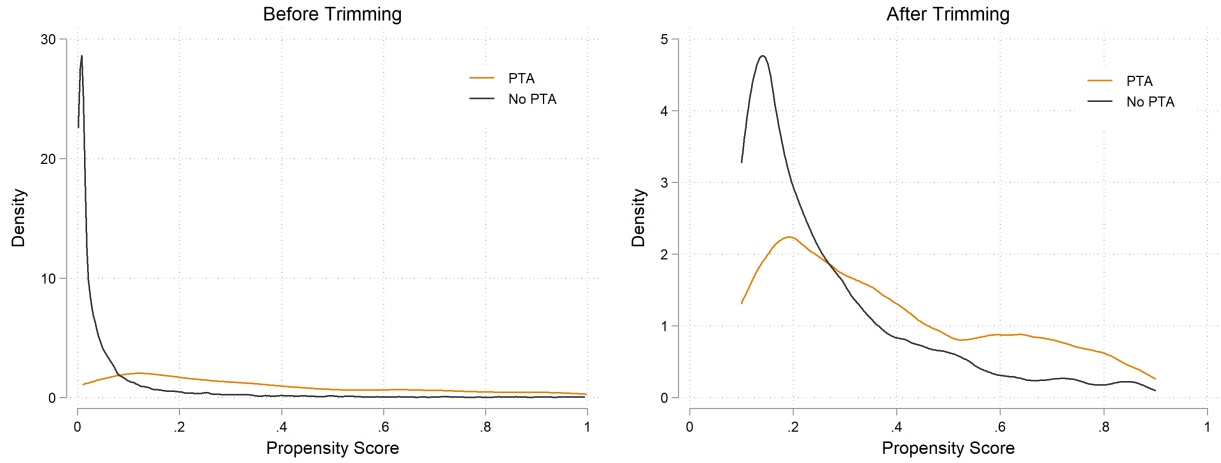 Before Trimming
30
20
10
0
Density
PTA
No PTA
0 .2 .4 .6 .8 1
Propensity Score
After Trimming
5
4
3
2
1
0
Density
PTA
No PTA
0 .2 .4 .6 .8 1
Propensity Score